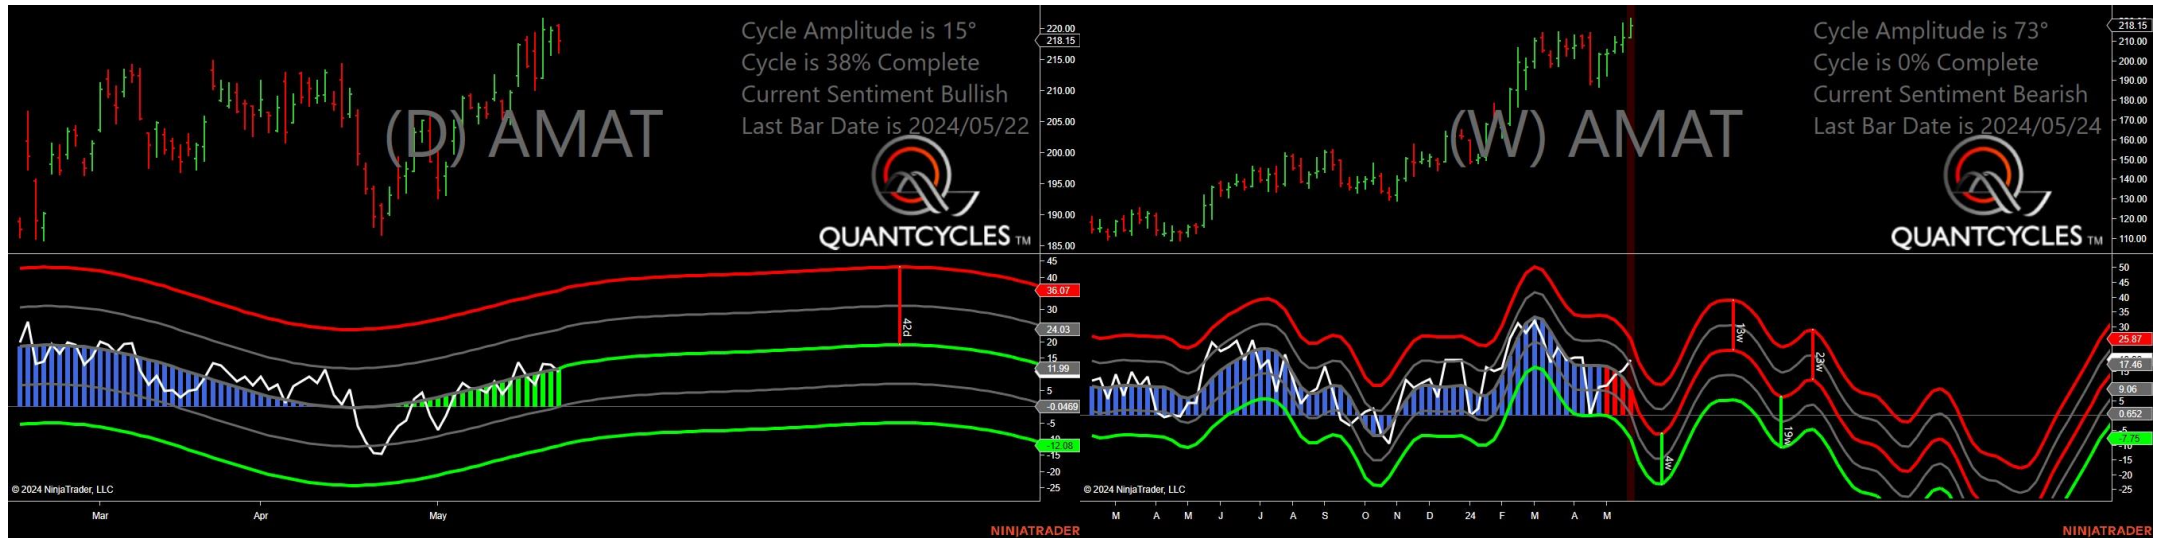 Cycle Amplitude is 15°
Cycle is 38% Complete
Current Sentiment Bullish
Last Bar Date is 2024/05/22
(D) AMAT
QUANTCYCLES TM
220.00
218.15
215.00
210.00
205.00
200.00
195.00
190.00
185.00
45
40
36.07
30
24.03
20
15
11.99
5
-0.0469
-5
-12.08
-15
-20
-25
42d
© 2024 NinjaTrader, LLC
Mar Apr May
NINJATRADER
Cycle Amplitude is 73°
Cycle is 0% Complete
Current Sentiment Bearish
Last Bar Date is 2024/05/24
(W) AMAT
QUANTCYCLES TM
218.15
210.00
200.00
190.00
180.00
170.00
160.00
150.00
140.00
130.00
120.00
110.00
50
45
40
35
30
25.87
17.46
9.06
5
0.652
-7.75
-15
-20
-25
13w
23w
19w
4w
© 2024 NinjaTrader, LLC
M A M J J A S O N D 24 F M A M
NINJATRADER